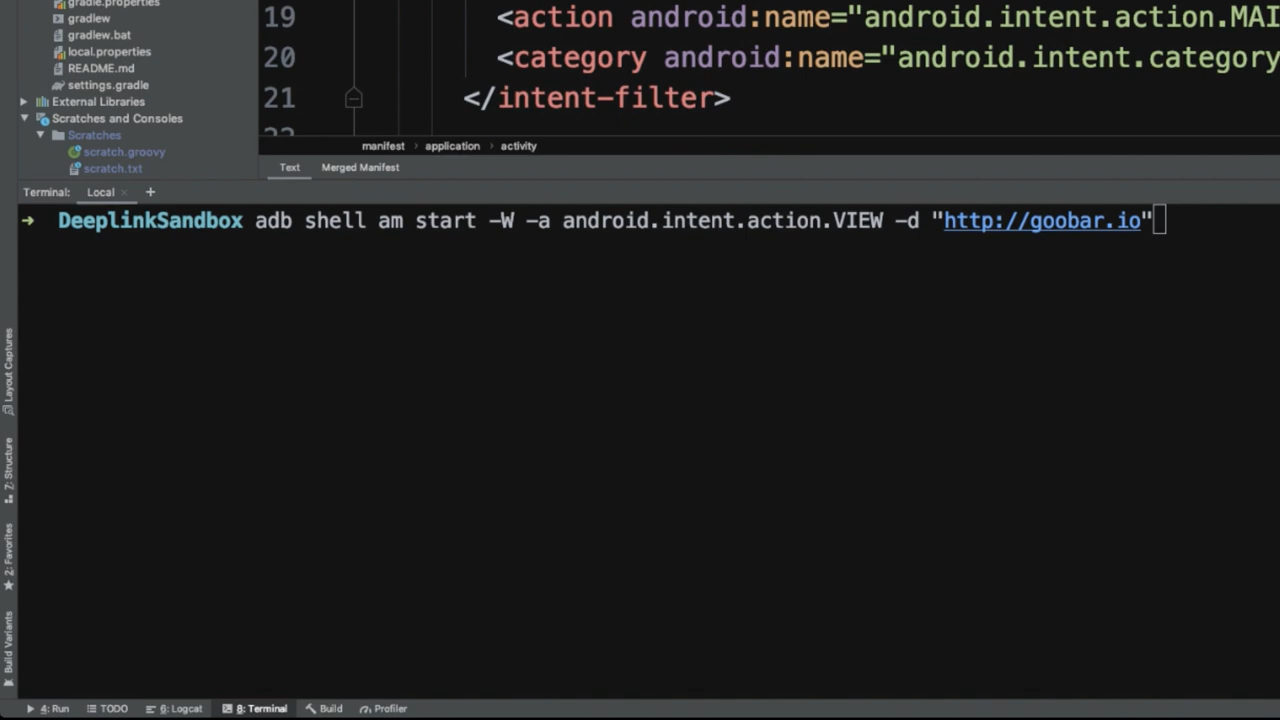 gradle.properties
gradlew
gradlew.bat
local.properties
README.md
settings.gradle
External Libraries
Scratches and Consoles
Scratches
scratch.groovy
scratch.txt
19 <action android:name="android.intent.action.MAI
20 <category android:name="android.intent.category
21 </intent-filter>
22
manifest › application › activity
Text Merged Manifest
Terminal: Local × +
→ DeeplinkSandbox adb shell am start -W -a android.intent.action.VIEW -d "http://goobar.io"
Layout Captures
7: Structure
2: Favorites
Build Variants
4: Run TODO 6: Logcat 8: Terminal Build Profiler